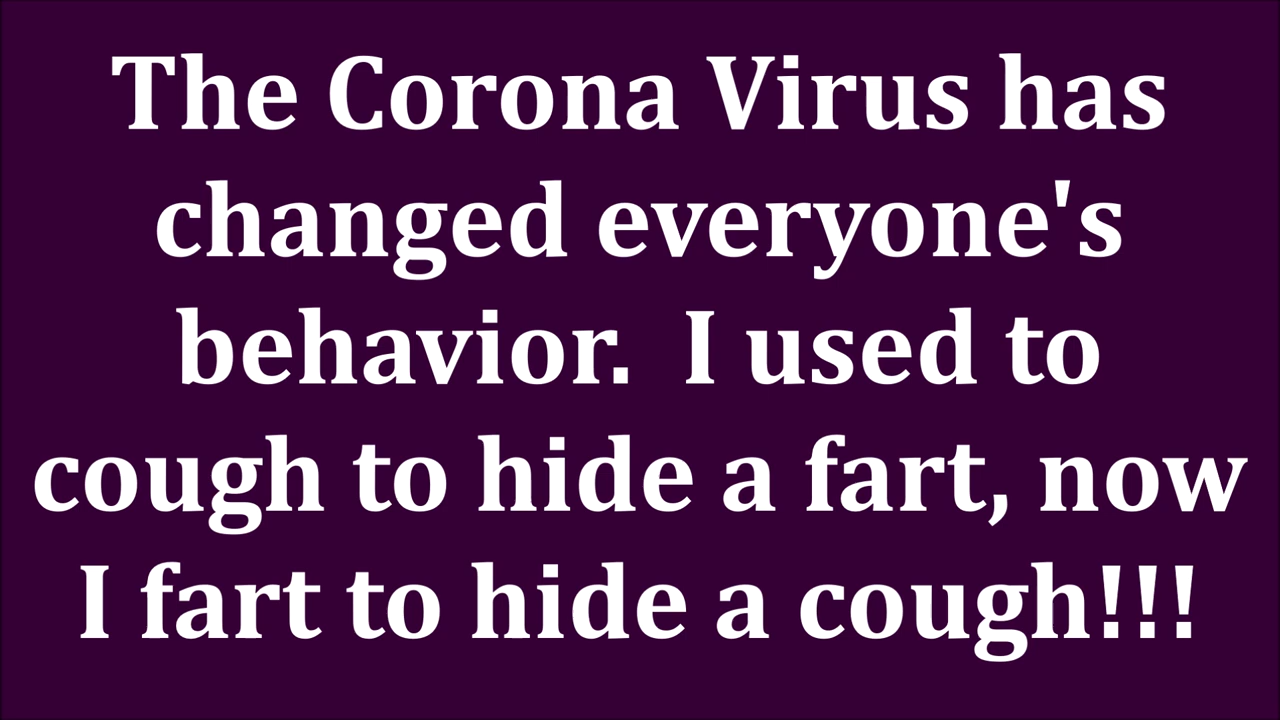 The Corona Virus has
changed everyone's
behavior.  I used to
cough to hide a fart, now
I fart to hide a cough!!!